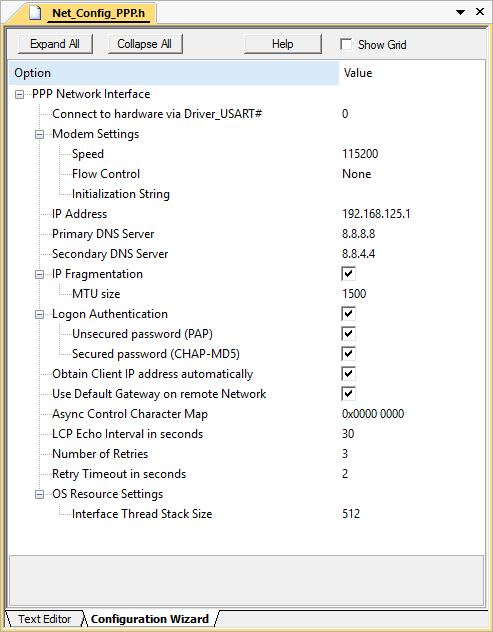 Net_Config_PPP.h
Expand All Collapse All Help Show Grid
Option Value
PPP Network Interface
Connect to hardware via Driver_USART# 0
Modem Settings
Speed 115200
Flow Control None
Initialization String
IP Address 192.168.125.1
Primary DNS Server 8.8.8.8
Secondary DNS Server 8.8.4.4
IP Fragmentation
MTU size 1500
Logon Authentication
Unsecured password (PAP)
Secured password (CHAP-MD5)
Obtain Client IP address automatically
Use Default Gateway on remote Network
Async Control Character Map 0x0000 0000
LCP Echo Interval in seconds 30
Number of Retries 3
Retry Timeout in seconds 2
OS Resource Settings
Interface Thread Stack Size 512
Text Editor Configuration Wizard